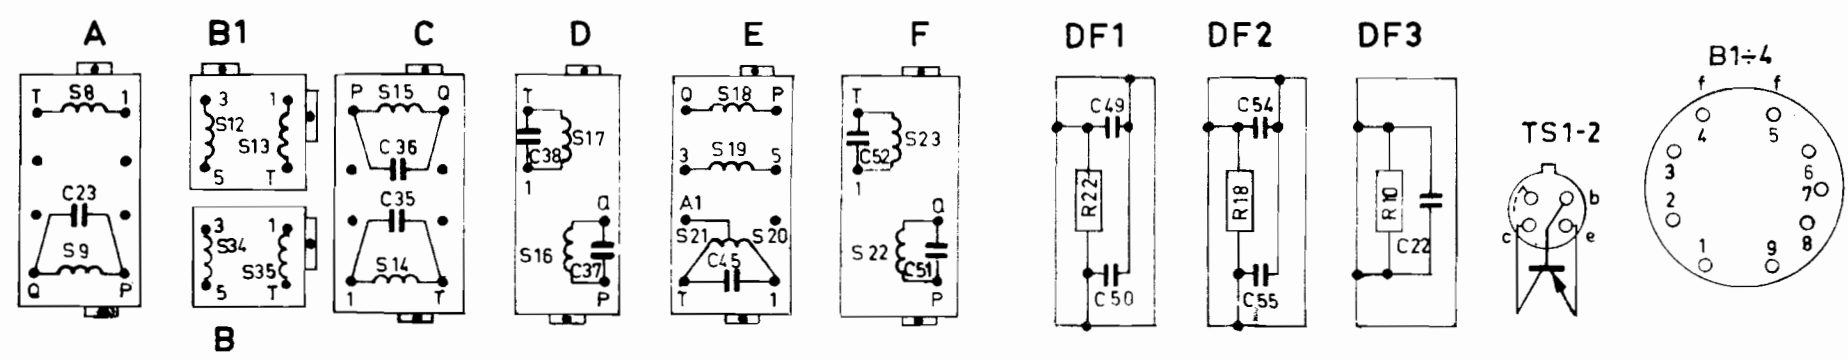 A B1 C D E F DF1 DF2 DF3 B1÷4
T S8 1
C23
S9
Q P
3 1
S12
S13
5 T
3 1
S34
S35
5 T
B
P S15 Q
C36
C35
S14
1 T
T
S17
C38
1
Q
S16
C37
P
Q S18 P
3 S19 5
A1
S21 S20
C45
T 1
T
S23
C52
1
Q
S22
C51
P
C49
R22
C50
C54
R18
C55
R10
C22
TS1-2
b
c e
f f
4 5
3 6
7
2 8
1 9